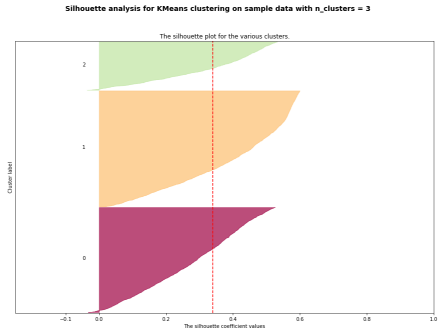 Silhouette analysis for KMeans clustering on sample data with n_clusters = 3
The silhouette plot for the various clusters.
2
1
0
Cluster label
−0.1 0.0 0.2 0.4 0.6 0.8 1.0
The silhouette coefficient values